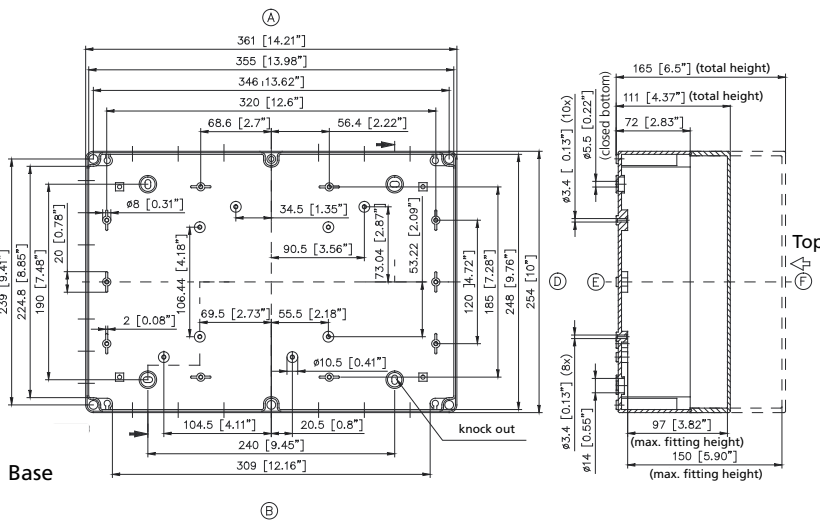 A
361 [14.21"]
355 [13.98"]
346 [13.62"]
320 [12.6"]
68.6 [2.7"]
56.4 [2.22"]
ø8 [0.31"]
34.5 [1.35"]
90.5 [3.56"]
20 [0.78"]
239 [9.41"]
224.8 [8.85"]
190 [7.48"]
106.44 [4.18"]
73.04 [2.87"]
53.22 [2.09"]
120 [4.72"]
185 [7.28"]
248 [9.76"]
254 [10"]
2 [0.08"]
69.5 [2.73"]
55.5 [2.18"]
ø10.5 [0.41"]
104.5 [4.11"]
20.5 [0.8"]
knock out
240 [9.45"]
309 [12.16"]
Base
B
165 [6.5"] (total height)
111 [4.37"] (total height)
72 [2.83"]
ø3.4 [ 0.13"] (10x)
ø5.5 [0.22"]
(closed bottom)
Top
D
E
F
ø3.4 [0.13"] (8x)
ø14 [0.55"]
97 [3.82"]
(max. fitting height)
150 [5.90"]
(max. fitting height)